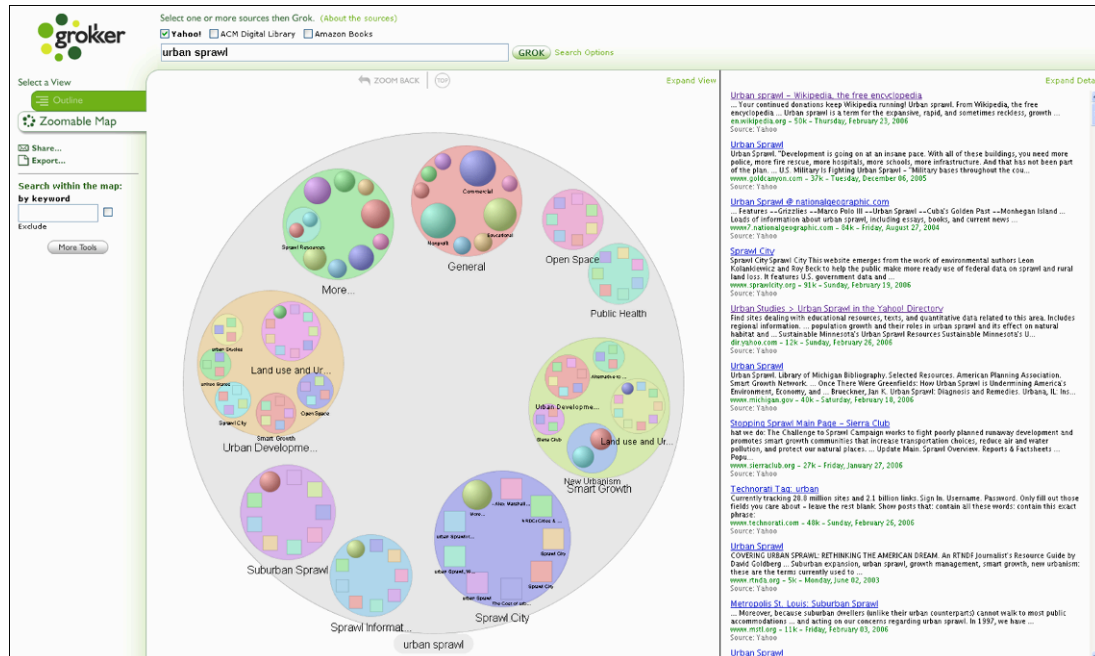 grokker
Select one or more sources then Grok. (About the sources)
Yahoo! ACM Digital Library Amazon Books
urban sprawl GROK Search Options
Select a View
Outline
Zoomable Map
Share...
Export...
Search within the map:
by keyword
Exclude
More Tools
ZOOM BACK TOP Expand View
Commercial
Sprawl Resources
Nonprofit
Educational
More...
General
Open Space
Public Health
urban Studies
Land use and Ur...
Sprawl City
Open Space
Smart Growth
Urban Developme...
Alternative to...
Urban Developme...
Land use and Ur...
Sierra Club
New Urbanism
Smart Growth
Suburban Sprawl
More...
Sprawl City
Sprawl City
urban Sprawl
Sprawl City
Sprawl Informat...
urban sprawl
Expand Deta
Urban sprawl - Wikipedia, the free encyclopedia
... Your continued donations keep Wikipedia running! Urban sprawl. From Wikipedia, the free
encyclopedia ... Urban sprawl is a term for the expansive, rapid, and sometimes reckless, growth ...
en.wikipedia.org - 50k - Thursday, February 23, 2006
Source: Yahoo
Urban Sprawl
Urban Sprawl. "Development is going on at an insane pace. With all of these buildings, you need more
police, more fire rescue, more hospitals, more schools, more infrastructure. And that has not been part
of the plan. ... U.S. Military Is Fighting Urban Sprawl - "Military bases throughout the cou...
www.goldcanyon.com - 37k - Tuesday, December 06, 2005
Source: Yahoo
Urban Sprawl @ nationalgeographic.com
... Features --Grizzlies --Marco Polo III --Urban Sprawl --Cuba's Golden Past --Monhegan Island ...
Loads of information about urban sprawl, including essays, books, and current news ...
www7.nationalgeographic.com - 84k - Friday, August 27, 2004
Source: Yahoo
Sprawl City
Sprawl City Sprawl City This website emerges from the work of environmental authors Leon
Kolankiewicz and Roy Beck to help the public make more ready use of federal data on sprawl and rural
land loss. It features U.S. government data and ...
www.sprawlcity.org - 91k - Sunday, February 19, 2006
Source: Yahoo
Urban Studies > Urban Sprawl in the Yahoo! Directory
Find sites dealing with educational resources, texts, and quantitative data related to this area. Includes
regional information. ... population growth and their roles in urban sprawl and its effect on natural
habitat and ... Sustainable Minnesota's Urban Sprawl Resources Sustainable Minnesota's U...
dir.yahoo.com - 12k - Sunday, February 26, 2006
Source: Yahoo
Urban Sprawl
Urban Sprawl. Library of Michigan Bibliography. Selected Resources. American Planning Association.
Smart Growth Network. ... Once There Were Greenfields: How Urban Sprawl is Undermining America's
Environment, Economy, and ... Brueckner, Jan K. Urban Sprawl: Diagnosis and Remedies. Urbana, IL: Ins...
www.michigan.gov - 40k - Saturday, February 18, 2006
Source: Yahoo
Stopping Sprawl Main Page - Sierra Club
hat we do: The Challenge to Sprawl Campaign works to fight poorly planned runaway development and
promotes smart growth communities that increase transportation choices, reduce air and water
pollution, and protect our natural places. ... Update Main. Sprawl Overview. Reports & Factsheets ...
Popu...
www.sierraclub.org - 27k - Friday, January 27, 2006
Source: Yahoo
Technorati Tag: urban
Currently tracking 28.8 million sites and 2.1 billion links. Sign In. Username. Password. Only fill out those
fields you care about - leave the rest blank. Show posts that: contain all these words: contain this exact
phrase:
www.technorati.com - 48k - Sunday, February 26, 2006
Source: Yahoo
Urban Sprawl
COVERING URBAN SPRAWL: RETHINKING THE AMERICAN DREAM. An RTNDF Journalist's Resource Guide by
David Goldberg ... Suburban expansion, urban sprawl, growth management, smart growth, new urbanism:
these are the terms currently used to ...
www.rtnda.org - 5k - Monday, June 02, 2003
Source: Yahoo
Metropolis St. Louis: Suburban Sprawl
... Moreover, because suburban dwellers (unlike their urban counterparts) cannot walk to most public
accommodations ... and acting on our concerns regarding urban sprawl. In 1997, we have ...
www.mstl.org - 11k - Friday, February 03, 2006
Source: Yahoo
Urban Sprawl